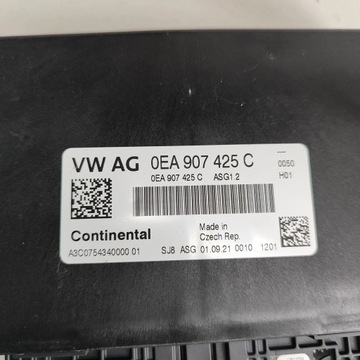 VW AG 0EA 907 425 C
0EA 907 425 C ASG1.2
0050
H01
Continental
Made in
Czech Rep.
A3C0754340000 01
SJ8 ASG 01.09.21 0010 1201